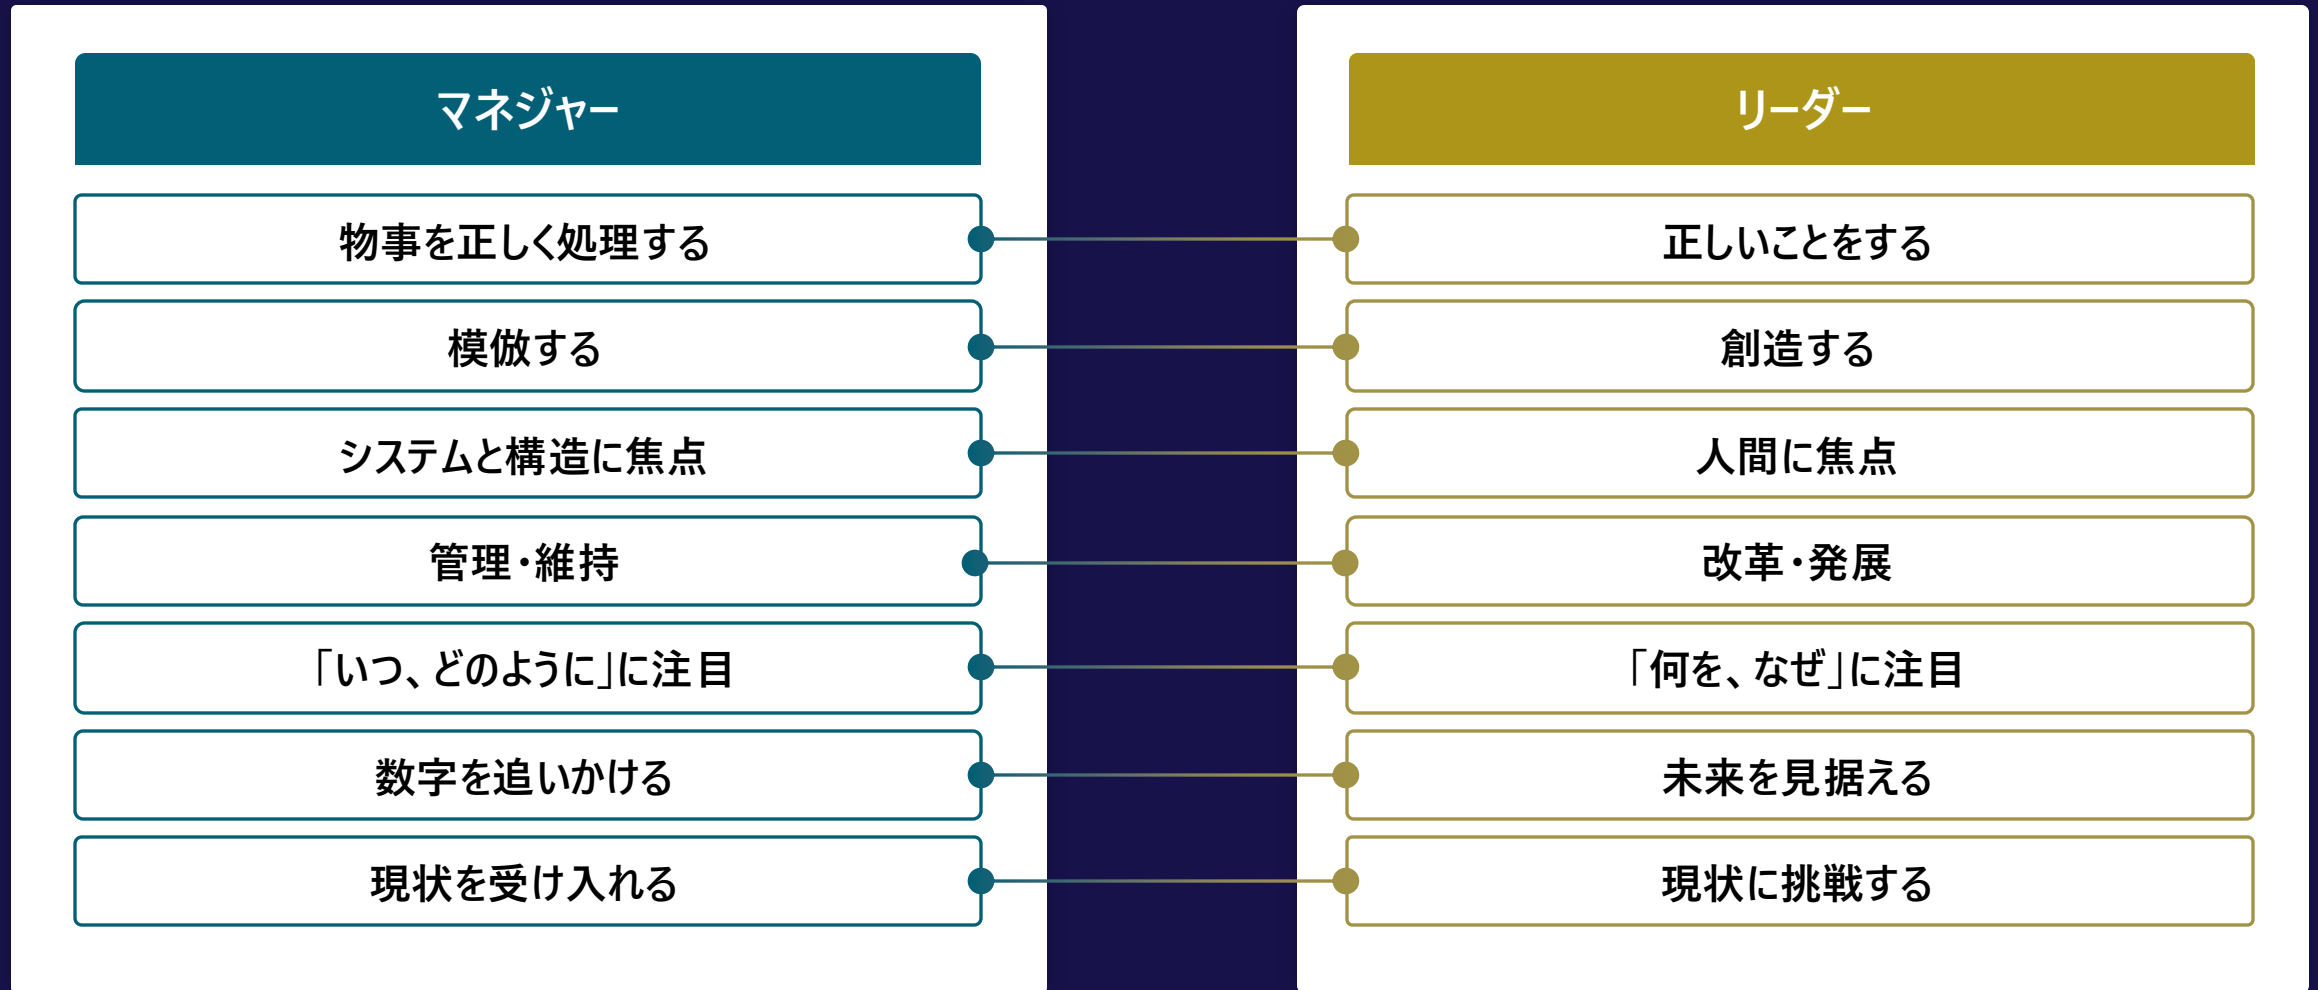 マネジャー
リーダー
物事を正しく処理する
正しいことをする
模倣する
創造する
システムと構造に焦点
人間に焦点
管理・維持
改革・発展
「いつ、どのように」に注目
「何を、なぜ」に注目
数字を追いかける
未来を見据える
現状を受け入れる
現状に挑戦する